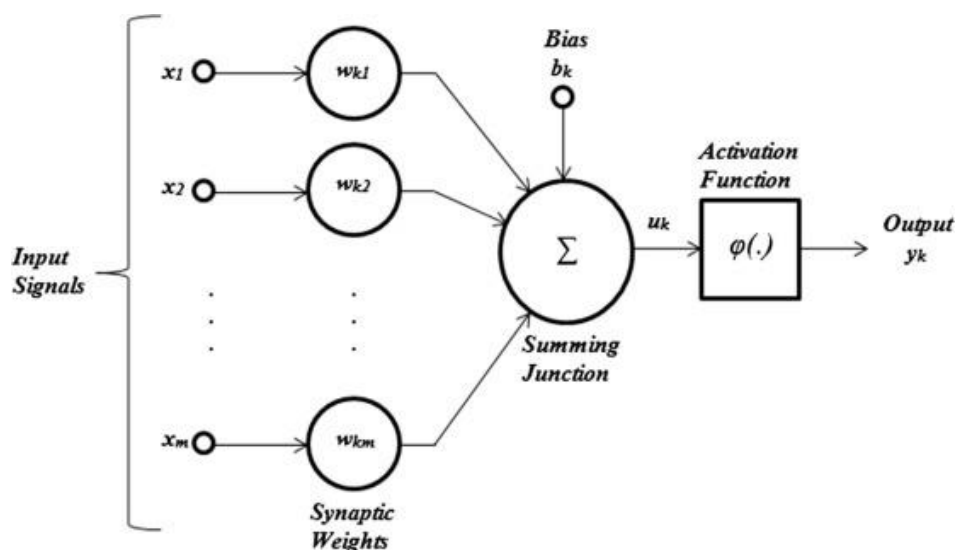 Input
Signals
x1
x2
xm
wk1
wk2
wkm
Synaptic
Weights
Bias
bk
Σ
Summing
Junction
uk
Activation
Function
φ(.)
Output
yk